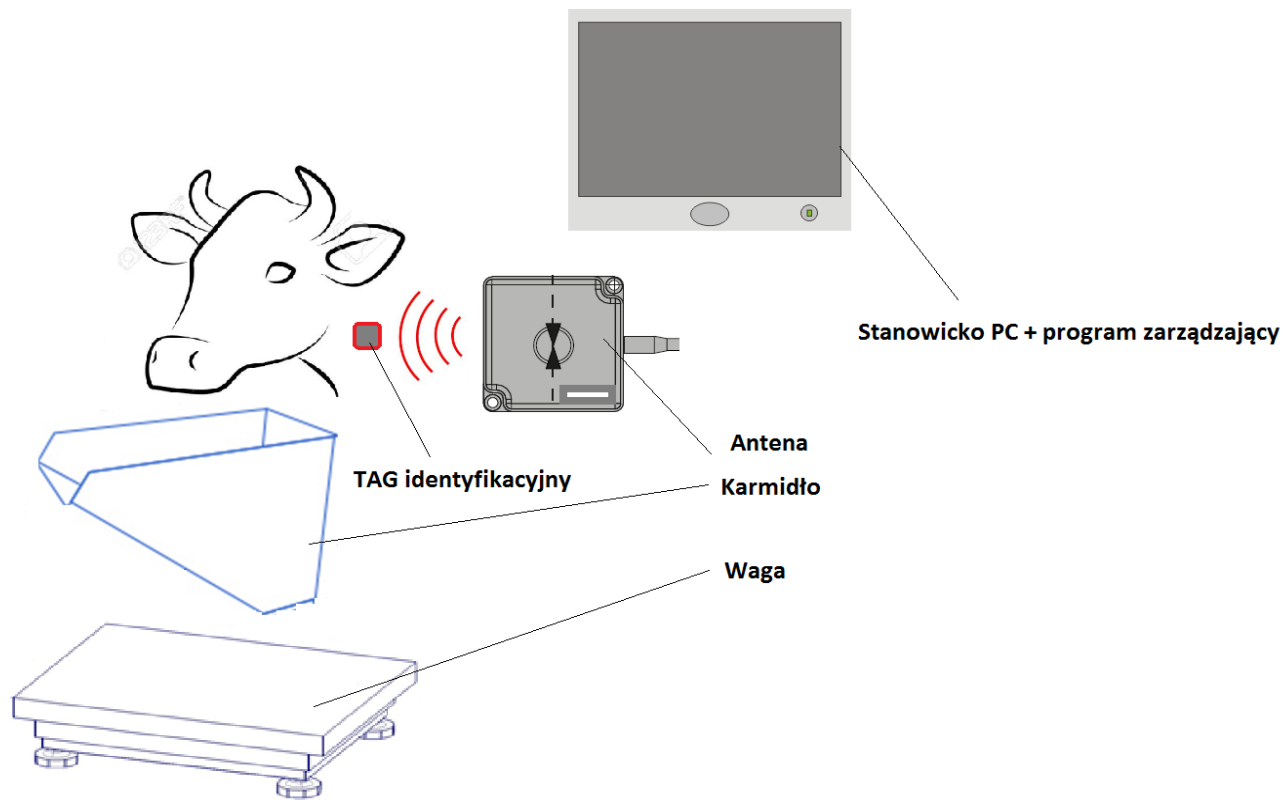 Stanowicko PC + program zarządzający
Antena
TAG identyfikacyjny
Karmidło
Waga